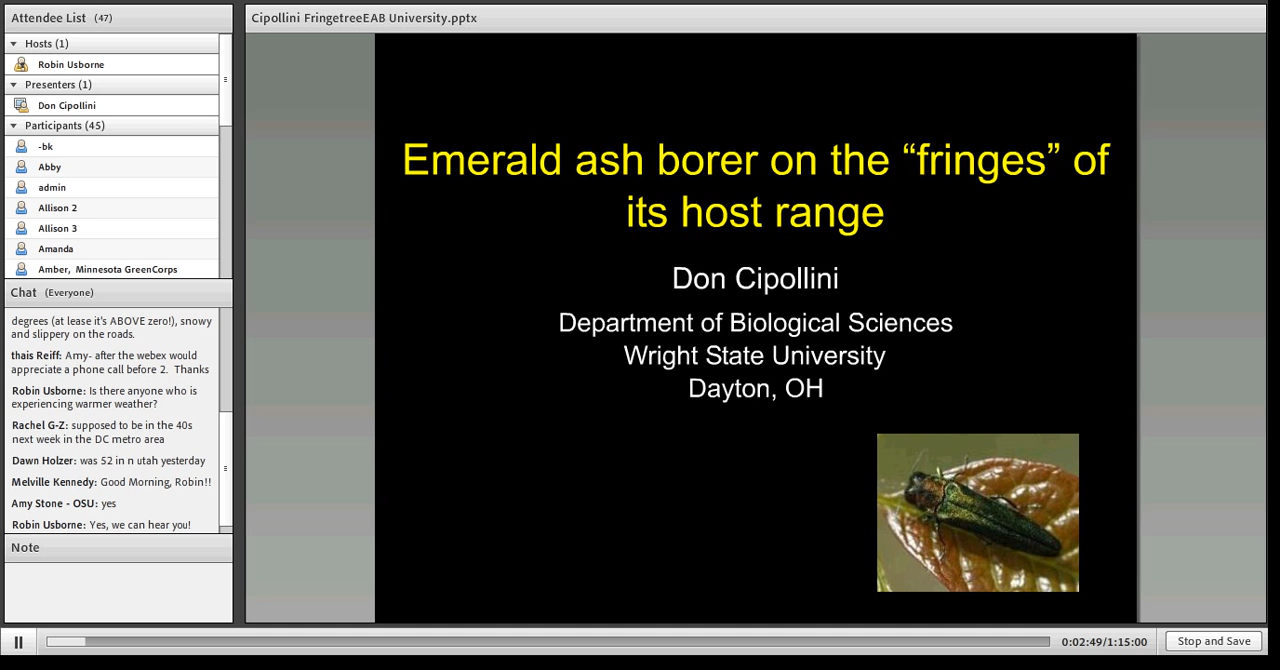 Attendee List (47)
Hosts (1)
Robin Usborne
Presenters (1)
Don Cipollini
Participants (45)
-bk
Abby
admin
Allison 2
Allison 3
Amanda
Amber, Minnesota GreenCorps
Chat (Everyone)
degrees (at lease it's ABOVE zero!), snowy
and slippery on the roads.
thais Reiff: Amy- after the webex would
appreciate a phone call before 2. Thanks
Robin Usborne: Is there anyone who is
experiencing warmer weather?
Rachel G-Z: supposed to be in the 40s
next week in the DC metro area
Dawn Holzer: was 52 in n utah yesterday
Melville Kennedy: Good Morning, Robin!!
Amy Stone - OSU: yes
Robin Usborne: Yes, we can hear you!
Note
Cipollini FringetreeEAB University.pptx
Emerald ash borer on the “fringes” of
its host range
Don Cipollini
Department of Biological Sciences
Wright State University
Dayton, OH
0:02:49/1:15:00
Stop and Save